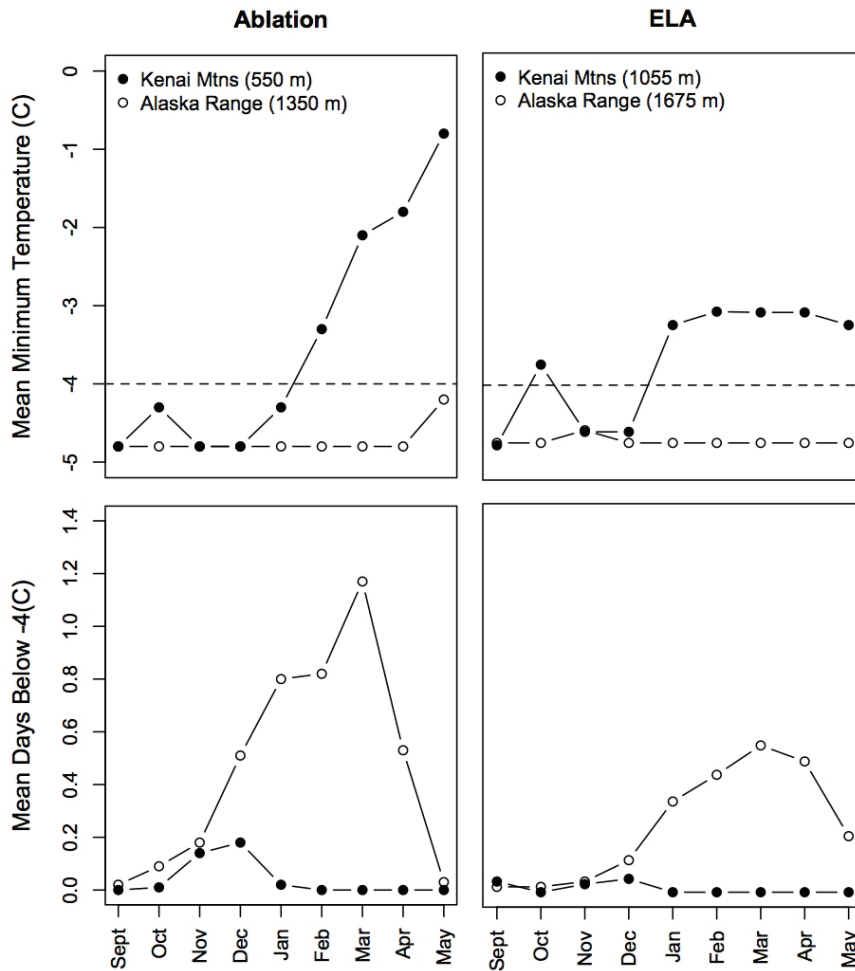 Ablation
ELA
Mean Minimum Temperature (C)
0
-1
-2
-3
-4
-5
Kenai Mtns (550 m)
Alaska Range (1350 m)
Kenai Mtns (1055 m)
Alaska Range (1675 m)
Mean Days Below -4(C)
1.4
1.2
1.0
0.8
0.6
0.4
0.2
0.0
Sept Oct Nov Dec Jan Feb Mar Apr May
Sept Oct Nov Dec Jan Feb Mar Apr May